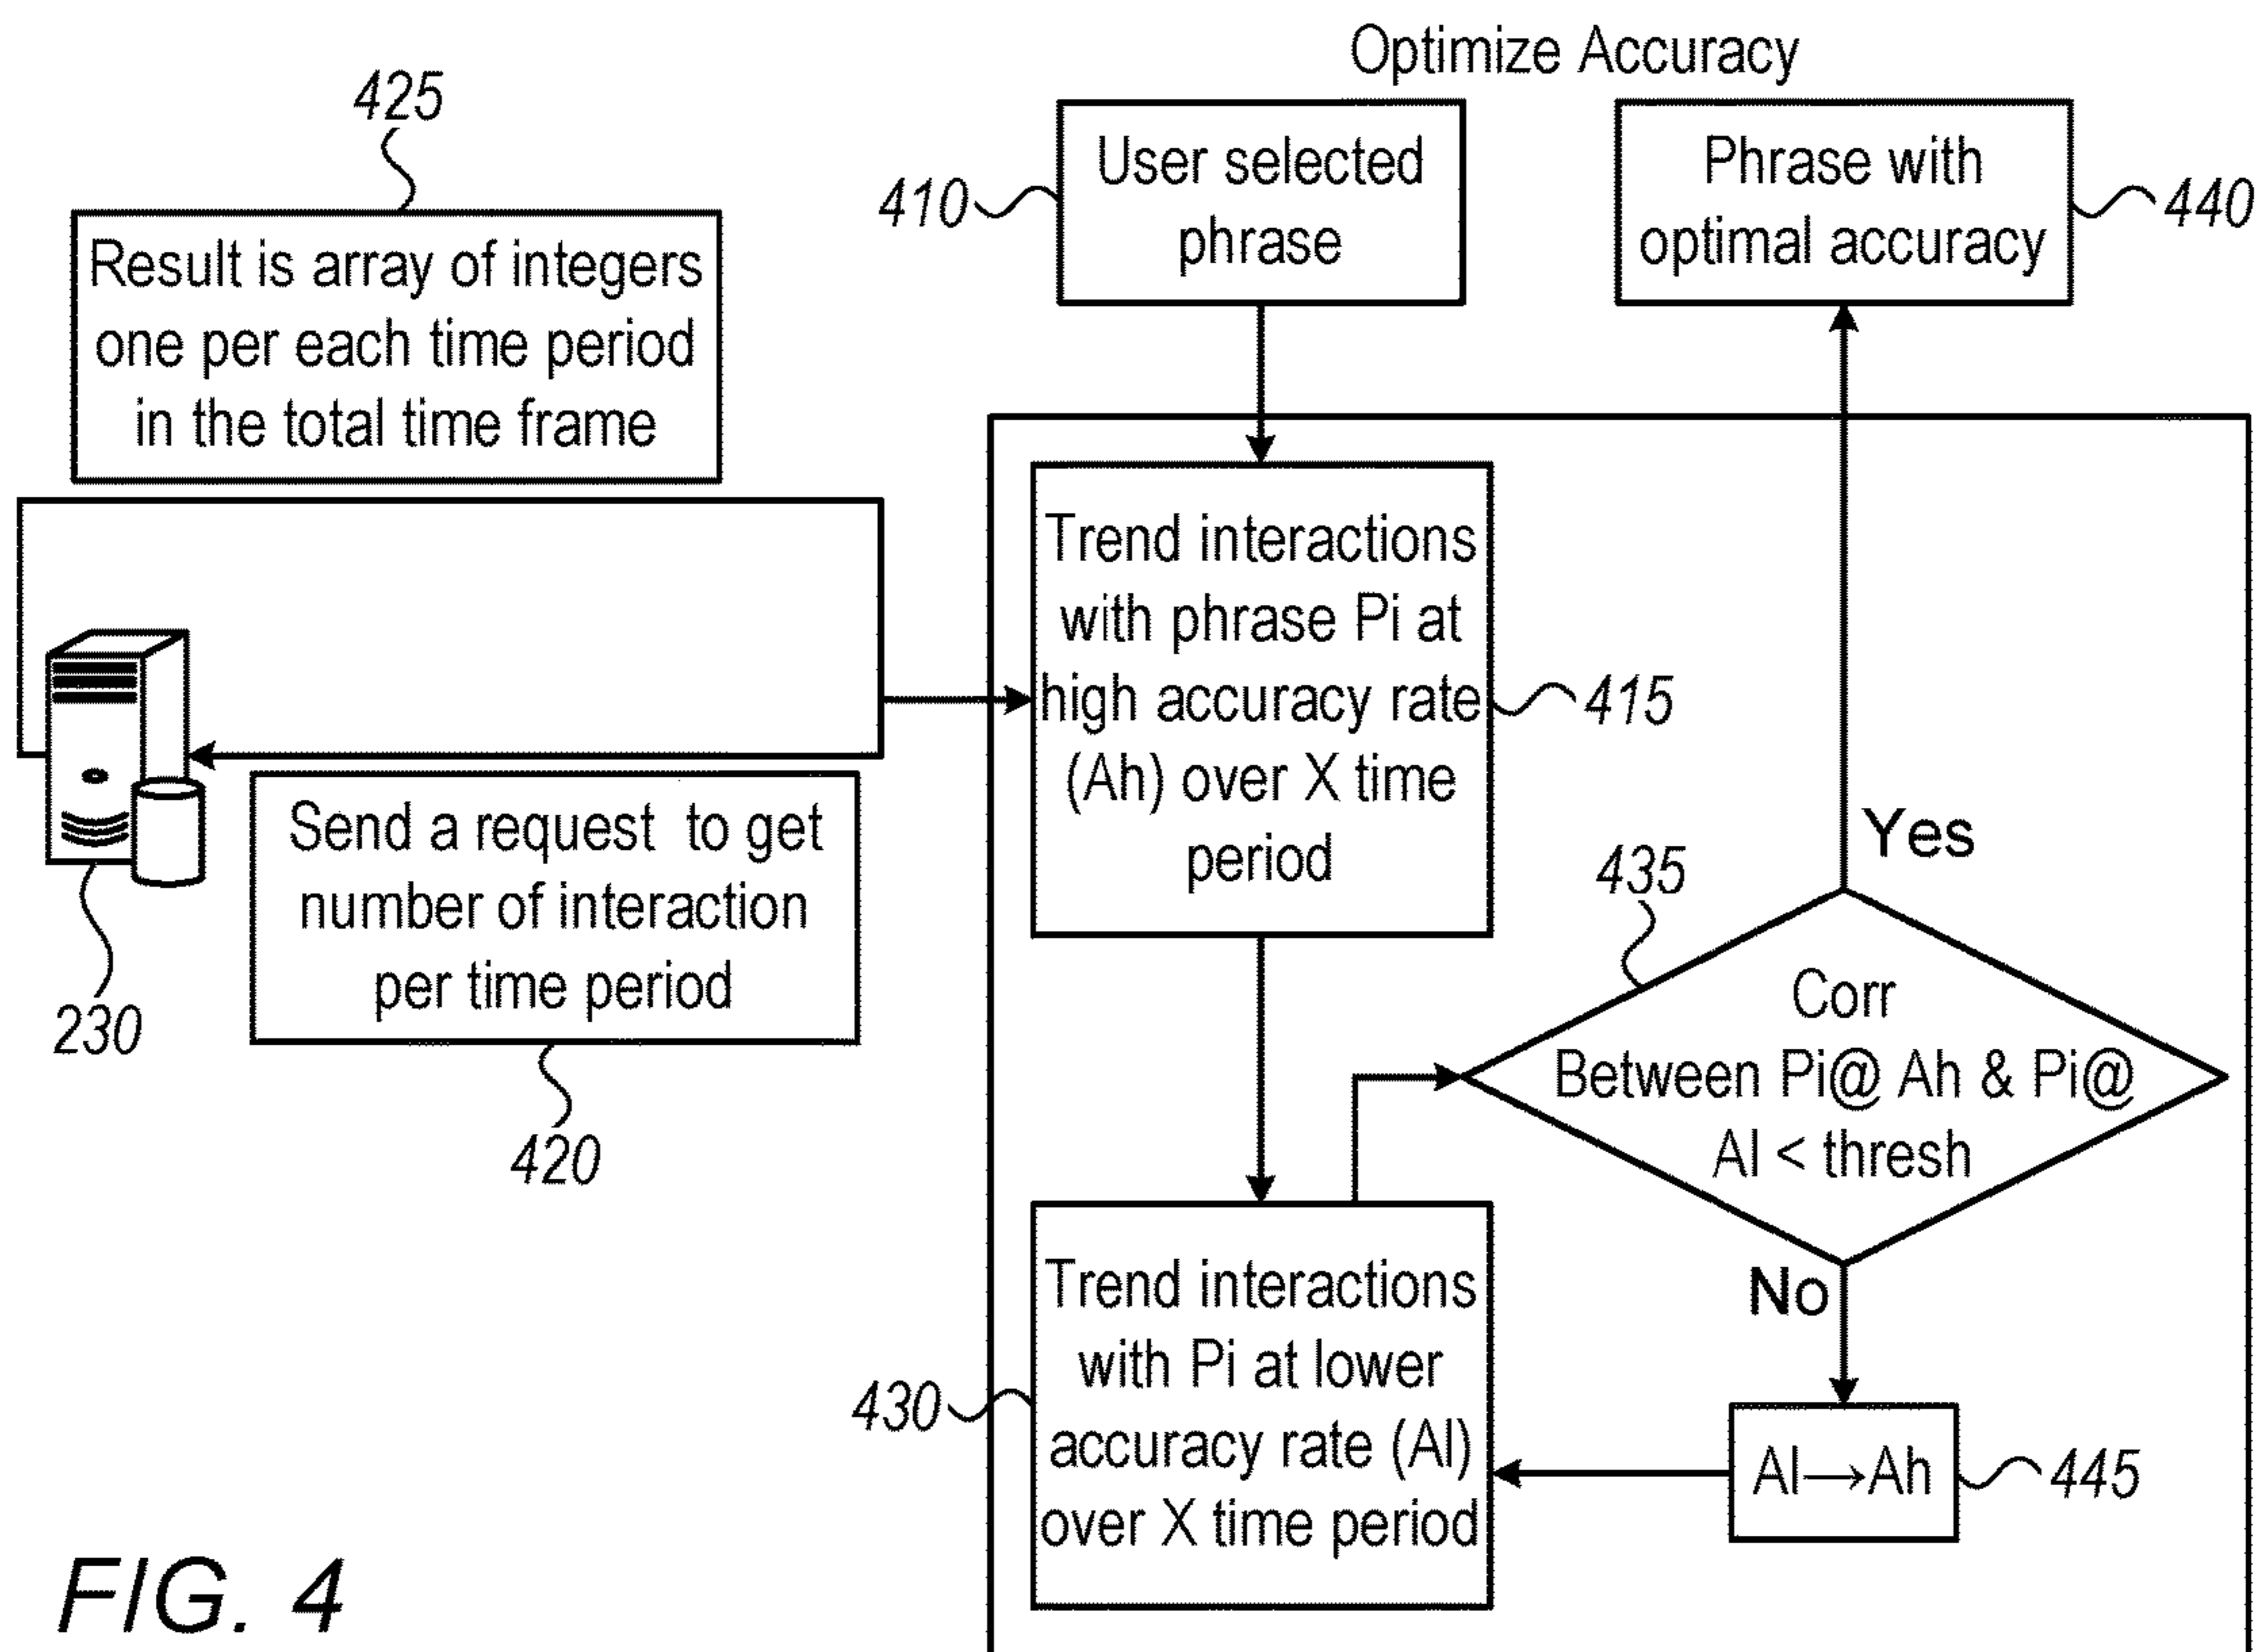 Optimize Accuracy
425
Result is array of integers
one per each time period
in the total time frame
410
User selected
phrase
Phrase with
optimal accuracy
440
Trend interactions
with phrase Pi at
high accuracy rate
(Ah) over X time
period
415
230
Send a request to get
number of interaction
per time period
420
Yes
435
Corr
Between Pi@ Ah & Pi@
Al < thresh
No
430
Trend interactions
with Pi at lower
accuracy rate (Al)
over X time period
Al→Ah
445
FIG. 4